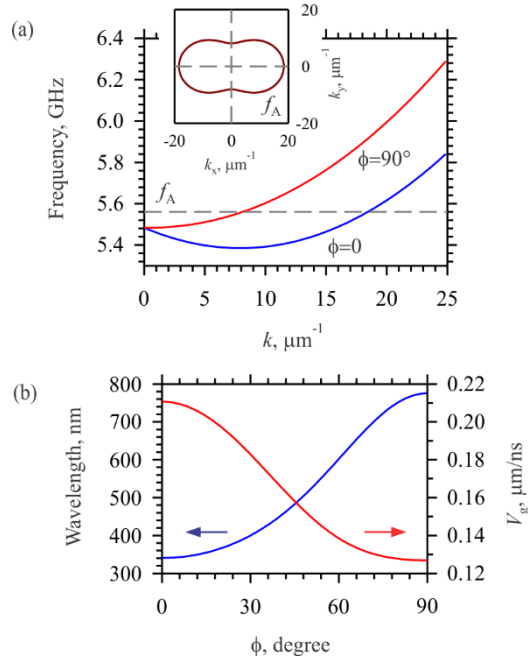 (a)
Frequency, GHz
6.4
6.2
6.0
5.8
5.6
5.4
0
5
10
15
20
25
k, μm⁻¹
f_A
ϕ=90°
ϕ=0
20
0
-20
k_y, μm⁻¹
-20
0
20
k_x, μm⁻¹
f_A
(b)
Wavelength, nm
800
700
600
500
400
300
0
30
60
90
ϕ, degree
0.22
0.20
0.18
0.16
0.14
0.12
V_g, μm/ns